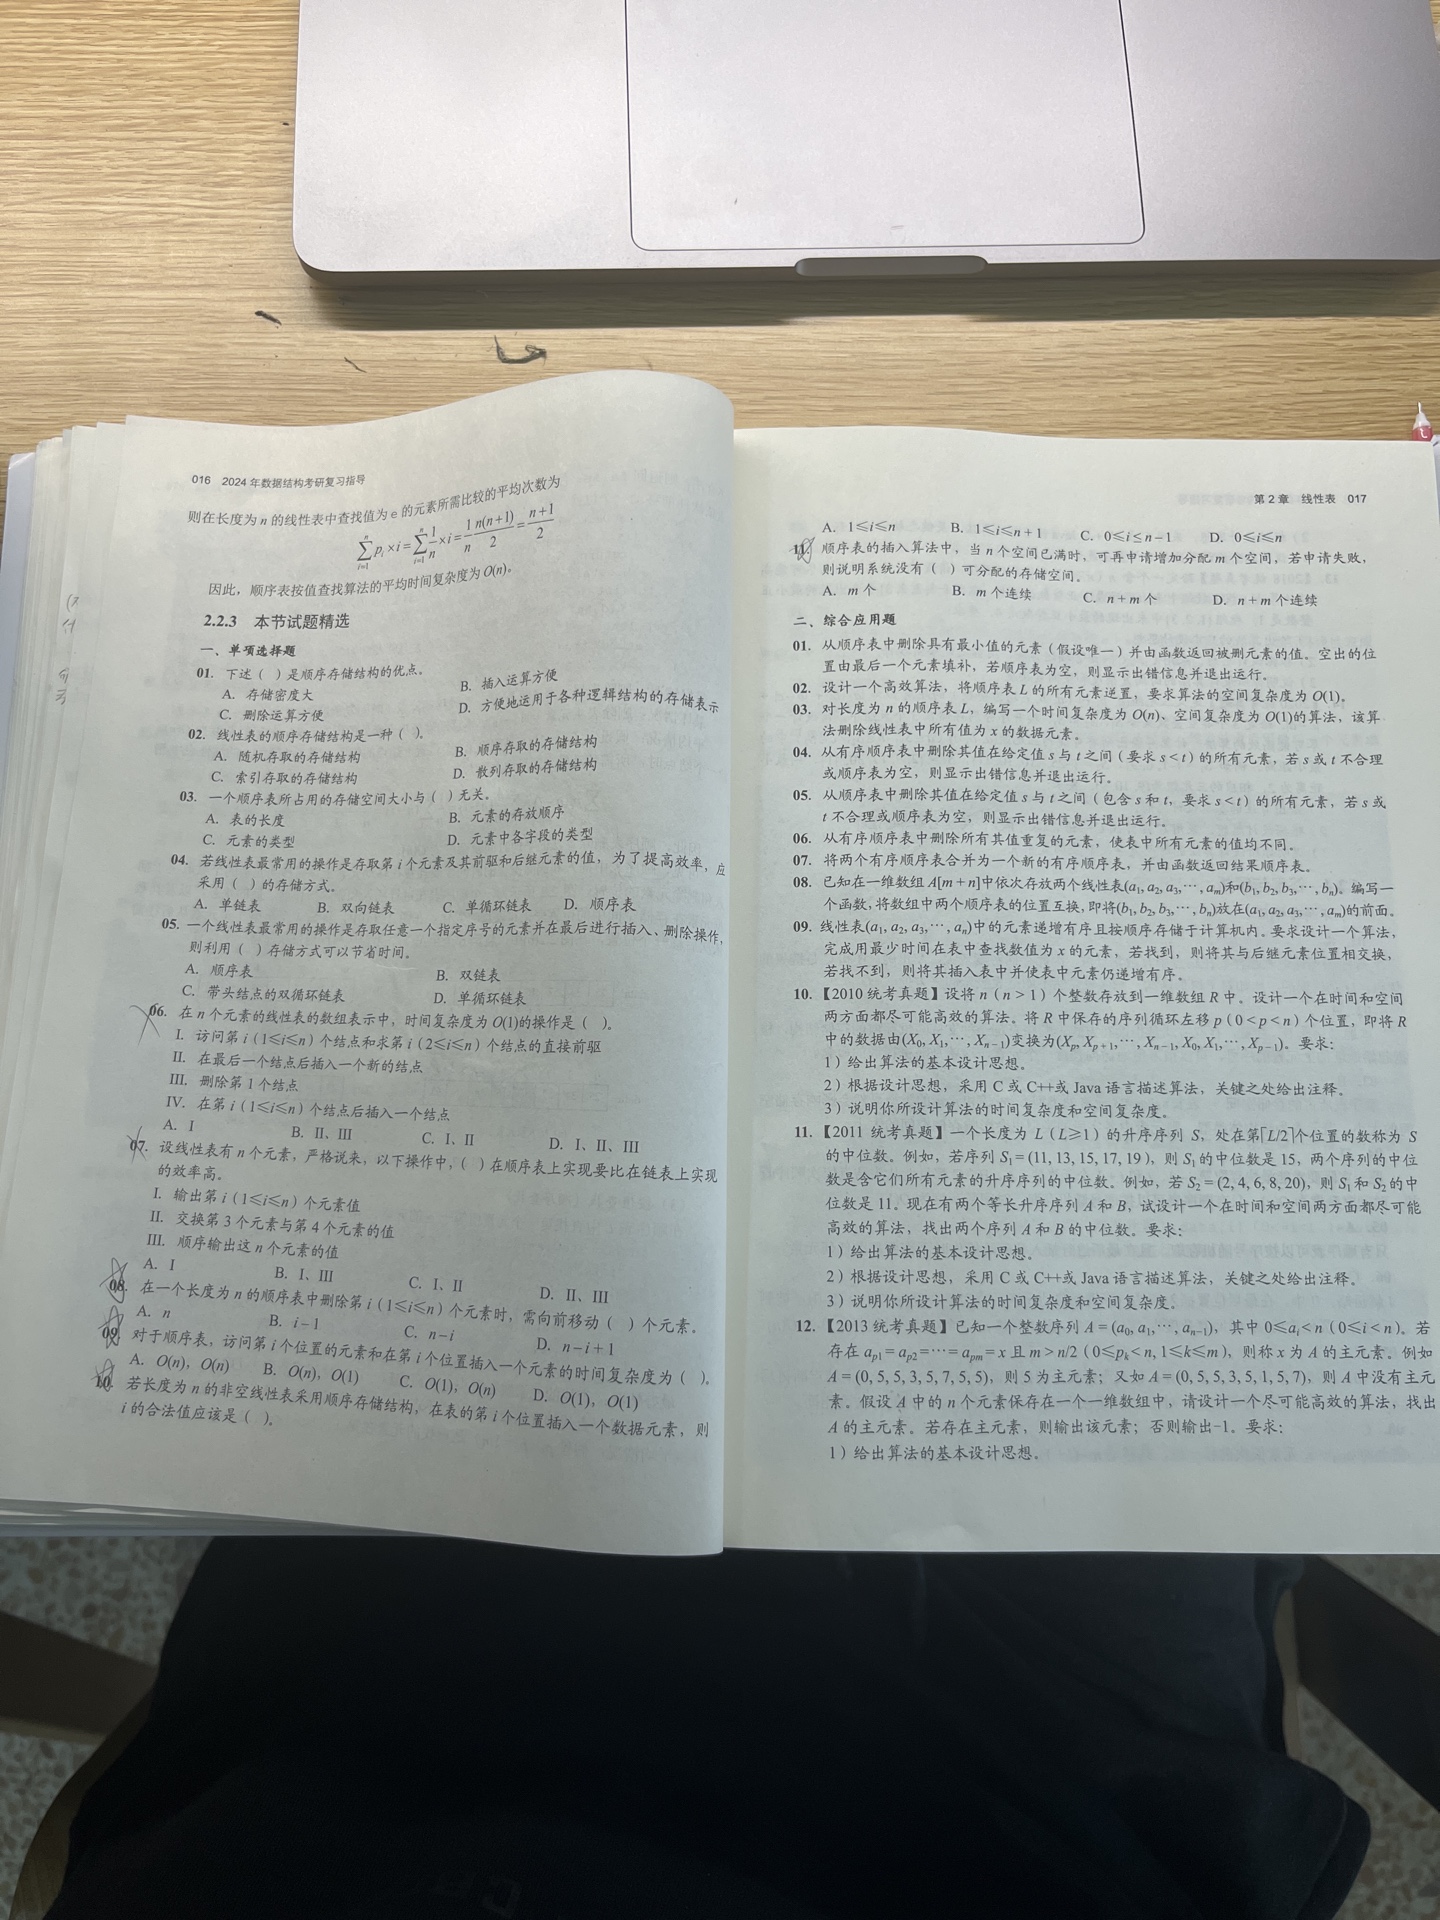 016 2024年数据结构考研复习指导
则在长度为 n 的线性表中查找值为 e 的元素所需比较的平均次数为
$\sum_{i=1}^{n} p_i \times i = \sum_{i=1}^{n} \frac{1}{n} \times i = \frac{1}{n} \frac{n(n+1)}{2} = \frac{n+1}{2}$
因此，顺序表按值查找算法的平均时间复杂度为 O(n)。
2.2.3 本节试题精选
一、单项选择题
01. 下述（ ）是顺序存储结构的优点。
A. 存储密度大 B. 插入运算方便
C. 删除运算方便 D. 方便地运用于各种逻辑结构的存储表示
02. 线性表的顺序存储结构是一种（ ）。
A. 随机存取的存储结构 B. 顺序存取的存储结构
C. 索引存取的存储结构 D. 散列存取的存储结构
03. 一个顺序表所占用的存储空间大小与（ ）无关。
A. 表的长度 B. 元素的存放顺序
C. 元素的类型 D. 元素中各字段的类型
04. 若线性表最常用的操作是存取第 i 个元素及其前驱和后继元素的值，为了提高效率，应
采用（ ）的存储方式。
A. 单链表 B. 双向链表 C. 单循环链表 D. 顺序表
05. 一个线性表最常用的操作是存取任意一个指定序号的元素并在最后进行插入、删除操作，
则利用（ ）存储方式可以节省时间。
A. 顺序表 B. 双链表
C. 带头结点的双循环链表 D. 单循环链表
06. 在 n 个元素的线性表的数组表示中，时间复杂度为 O(1)的操作是（ ）。
I. 访问第 i（1≤i≤n）个结点和求第 i（2≤i≤n）个结点的直接前驱
II. 在最后一个结点后插入一个新的结点
III. 删除第 1 个结点
IV. 在第 i（1≤i≤n）个结点后插入一个结点
A. I B. II、III C. I、II D. I、II、III
07. 设线性表有 n 个元素，严格说来，以下操作中，（ ）在顺序表上实现要比在链表上实现
的效率高。
I. 输出第 i（1≤i≤n）个元素值
II. 交换第 3 个元素与第 4 个元素的值
III. 顺序输出这 n 个元素的值
A. I B. I、III C. I、II D. II、III
08. 在一个长度为 n 的顺序表中删除第 i（1≤i≤n）个元素时，需向前移动（ ）个元素。
A. n B. i−1 C. n−i D. n−i+1
09. 对于顺序表，访问第 i 个位置的元素和在第 i 个位置插入一个元素的时间复杂度为（ ）。
A. O(n)，O(n) B. O(n)，O(1) C. O(1)，O(n) D. O(1)，O(1)
10. 若长度为 n 的非空线性表采用顺序存储结构，在表的第 i 个位置插入一个数据元素，则
i 的合法值应该是（ ）。
第 2 章 线性表 017
A. 1≤i≤n B. 1≤i≤n+1 C. 0≤i≤n−1 D. 0≤i≤n
11. 顺序表的插入算法中，当 n 个空间已满时，可再申请增加分配 m 个空间，若申请失败，
则说明系统没有（ ）可分配的存储空间。
A. m 个 B. m 个连续 C. n+m 个 D. n+m 个连续
二、综合应用题
01. 从顺序表中删除具有最小值的元素（假设唯一）并由函数返回被删元素的值。空出的位
置由最后一个元素填补，若顺序表为空，则显示出错信息并退出运行。
02. 设计一个高效算法，将顺序表 L 的所有元素逆置，要求算法的空间复杂度为 O(1)。
03. 对长度为 n 的顺序表 L，编写一个时间复杂度为 O(n)、空间复杂度为 O(1)的算法，该算
法删除线性表中所有值为 x 的数据元素。
04. 从有序顺序表中删除其值在给定值 s 与 t 之间（要求 s<t）的所有元素，若 s 或 t 不合理
或顺序表为空，则显示出错信息并退出运行。
05. 从顺序表中删除其值在给定值 s 与 t 之间（包含 s 和 t，要求 s<t）的所有元素，若 s 或
t 不合理或顺序表为空，则显示出错信息并退出运行。
06. 从有序顺序表中删除所有其值重复的元素，使表中所有元素的值均不同。
07. 将两个有序顺序表合并为一个新的有序顺序表，并由函数返回结果顺序表。
08. 已知在一维数组 A[m+n]中依次存放两个线性表(a₁, a₂, a₃,⋯, aₘ)和(b₁, b₂, b₃,⋯, bₙ)。编写一
个函数，将数组中两个顺序表的位置互换，即将(b₁, b₂, b₃,⋯, bₙ)放在(a₁, a₂, a₃,⋯, aₘ)的前面。
09. 线性表(a₁, a₂, a₃,⋯, aₙ)中的元素递增有序且按顺序存储于计算机内。要求设计一个算法，
完成用最少时间在表中查找数值为 x 的元素，若找到，则将其与后继元素位置相交换，
若找不到，则将其插入表中并使表中元素仍递增有序。
10. 【2010 统考真题】设将 n（n>1）个整数存放到一维数组 R 中。设计一个在时间和空间
两方面都尽可能高效的算法。将 R 中保存的序列循环左移 p（0<p<n）个位置，即将 R
中的数据由(X₀, X₁,⋯, Xₙ₋₁)变换为(Xₚ, Xₚ₊₁,⋯, Xₙ₋₁, X₀, X₁,⋯, Xₚ₋₁)。要求：
1）给出算法的基本设计思想。
2）根据设计思想，采用 C 或 C++或 Java 语言描述算法，关键之处给出注释。
3）说明你所设计算法的时间复杂度和空间复杂度。
11. 【2011 统考真题】一个长度为 L（L≥1）的升序序列 S，处在第⌈L/2⌉个位置的数称为 S
的中位数。例如，若序列 S₁=(11, 13, 15, 17, 19)，则 S₁的中位数是 15，两个序列的中位
数是含它们所有元素的升序序列的中位数。例如，若 S₂=(2, 4, 6, 8, 20)，则 S₁和 S₂的中
位数是 11。现在有两个等长升序序列 A 和 B，试设计一个在时间和空间两方面都尽可能
高效的算法，找出两个序列 A 和 B 的中位数。要求：
1）给出算法的基本设计思想。
2）根据设计思想，采用 C 或 C++或 Java 语言描述算法，关键之处给出注释。
3）说明你所设计算法的时间复杂度和空间复杂度。
12. 【2013 统考真题】已知一个整数序列 A=(a₀, a₁,⋯, aₙ₋₁)，其中 0≤aᵢ<n（0≤i<n）。若
存在 aₚ₁=aₚ₂=⋯=aₚₘ=x 且 m>n/2（0≤pₖ<n, 1≤k≤m），则称 x 为 A 的主元素。例如
A=(0, 5, 5, 3, 5, 7, 5, 5)，则 5 为主元素；又如 A=(0, 5, 5, 3, 5, 1, 5, 7)，则 A 中没有主元
素。假设 A 中的 n 个元素保存在一个一维数组中，请设计一个尽可能高效的算法，找出
A 的主元素。若存在主元素，则输出该元素；否则输出−1。要求：
1）给出算法的基本设计思想。